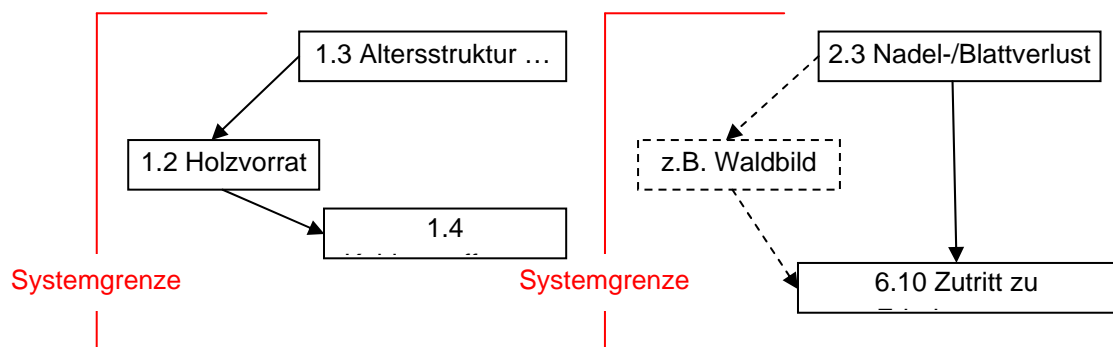 1.3 Altersstruktur …
1.2 Holzvorrat
1.4
Systemgrenze
2.3 Nadel-/Blattverlust
z.B. Waldbild
6.10 Zutritt zu
Systemgrenze